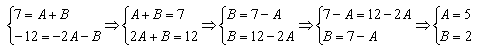 {7 = A + B ⇒ {A + B = 7 ⇒ {B = 7 − A ⇒ {7 − A = 12 − 2A ⇒ {A = 5
{−12 = −2A − B {2A + B = 12 {B = 12 − 2A {B = 7 − A {B = 2